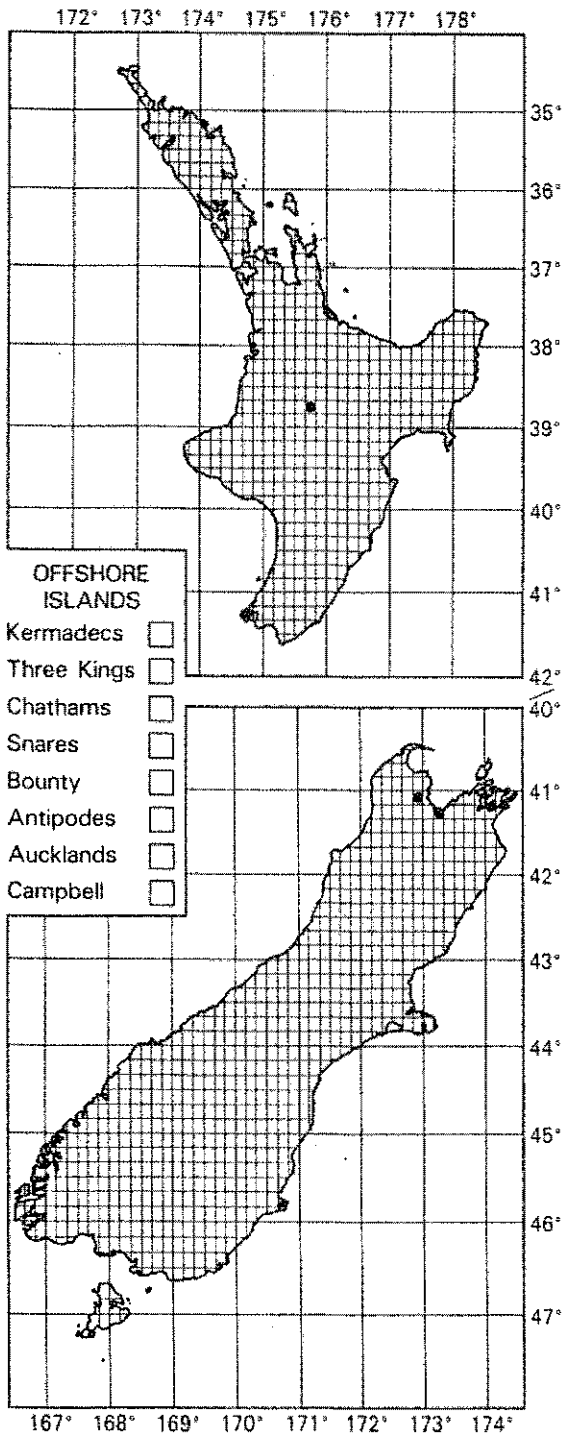 172° 173° 174° 175° 176° 177° 178°
35°
36°
37°
38°
39°
40°
41°
42°
OFFSHORE
ISLANDS
Kermadecs
Three Kings
Chathams
Snares
Bounty
Antipodes
Aucklands
Campbell
40°
41°
42°
43°
44°
45°
46°
47°
167° 168° 169° 170° 171° 172° 173° 174°